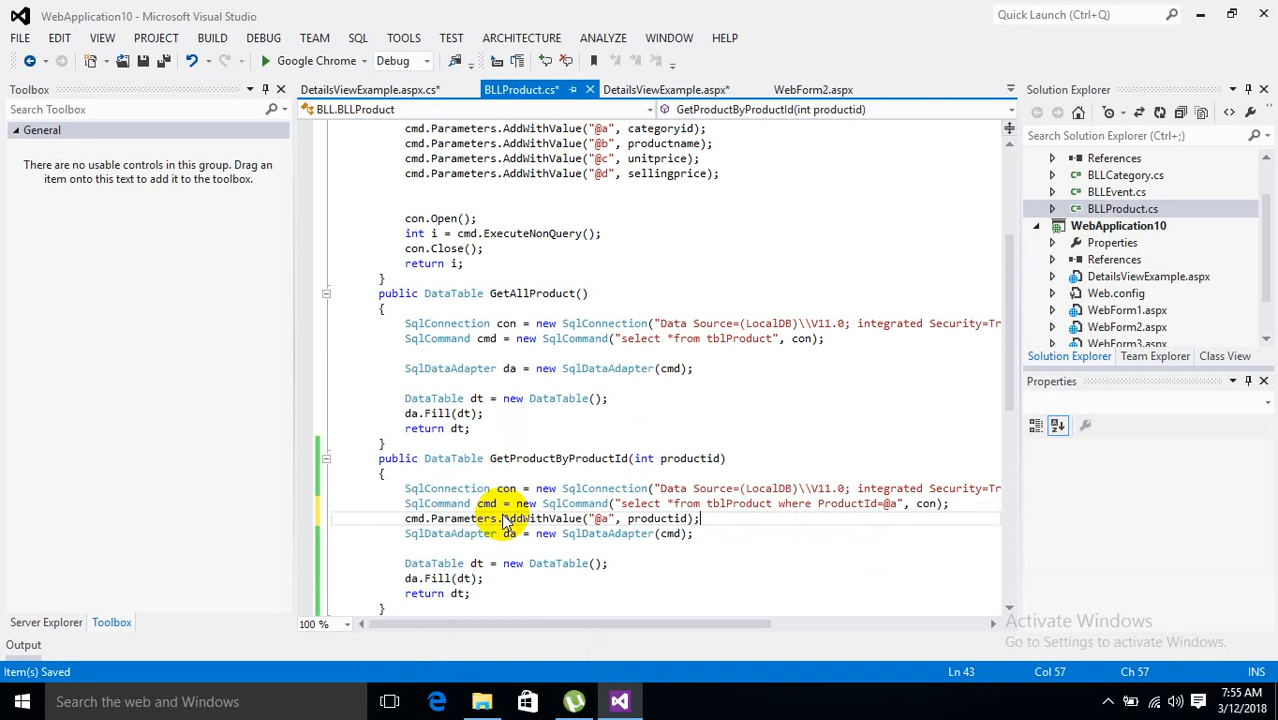 WebApplication10 - Microsoft Visual Studio
Quick Launch (Ctrl+Q)
FILE EDIT VIEW PROJECT BUILD DEBUG TEAM SQL TOOLS TEST ARCHITECTURE ANALYZE WINDOW HELP
Google Chrome Debug
Toolbox
Search Toolbox
General
There are no usable controls in this group. Drag an
item onto this text to add it to the toolbox.
DetailsViewExample.aspx.cs* BLLProduct.cs* DetailsViewExample.aspx* WebForm2.aspx
BLL.BLLProduct GetProductByProductId(int productid)
cmd.Parameters.AddWithValue("@a", categoryid);
cmd.Parameters.AddWithValue("@b", productname);
cmd.Parameters.AddWithValue("@c", unitprice);
cmd.Parameters.AddWithValue("@d", sellingprice);
con.Open();
int i = cmd.ExecuteNonQuery();
con.Close();
return i;
}
public DataTable GetAllProduct()
{
SqlConnection con = new SqlConnection("Data Source=(LocalDB)\\V11.0; integrated Security=Tr
SqlCommand cmd = new SqlCommand("select *from tblProduct", con);
SqlDataAdapter da = new SqlDataAdapter(cmd);
DataTable dt = new DataTable();
da.Fill(dt);
return dt;
}
public DataTable GetProductByProductId(int productid)
{
SqlConnection con = new SqlConnection("Data Source=(LocalDB)\\V11.0; integrated Security=Tr
SqlCommand cmd = new SqlCommand("select *from tblProduct where ProductId=@a", con);
cmd.Parameters.AddWithValue("@a", productid);
SqlDataAdapter da = new SqlDataAdapter(cmd);
DataTable dt = new DataTable();
da.Fill(dt);
return dt;
}
100 %
Solution Explorer
Search Solution Explorer (Ctrl+;)
References
BLLCategory.cs
BLLEvent.cs
BLLProduct.cs
WebApplication10
Properties
References
DetailsViewExample.aspx
Web.config
WebForm1.aspx
WebForm2.aspx
WebForm3.aspx
Solution Explorer Team Explorer Class View
Properties
Activate Windows
Go to Settings to activate Windows.
Server Explorer Toolbox
Output
Item(s) Saved Ln 43 Col 57 Ch 57 INS
Search the web and Windows
7:55 AM
3/12/2018